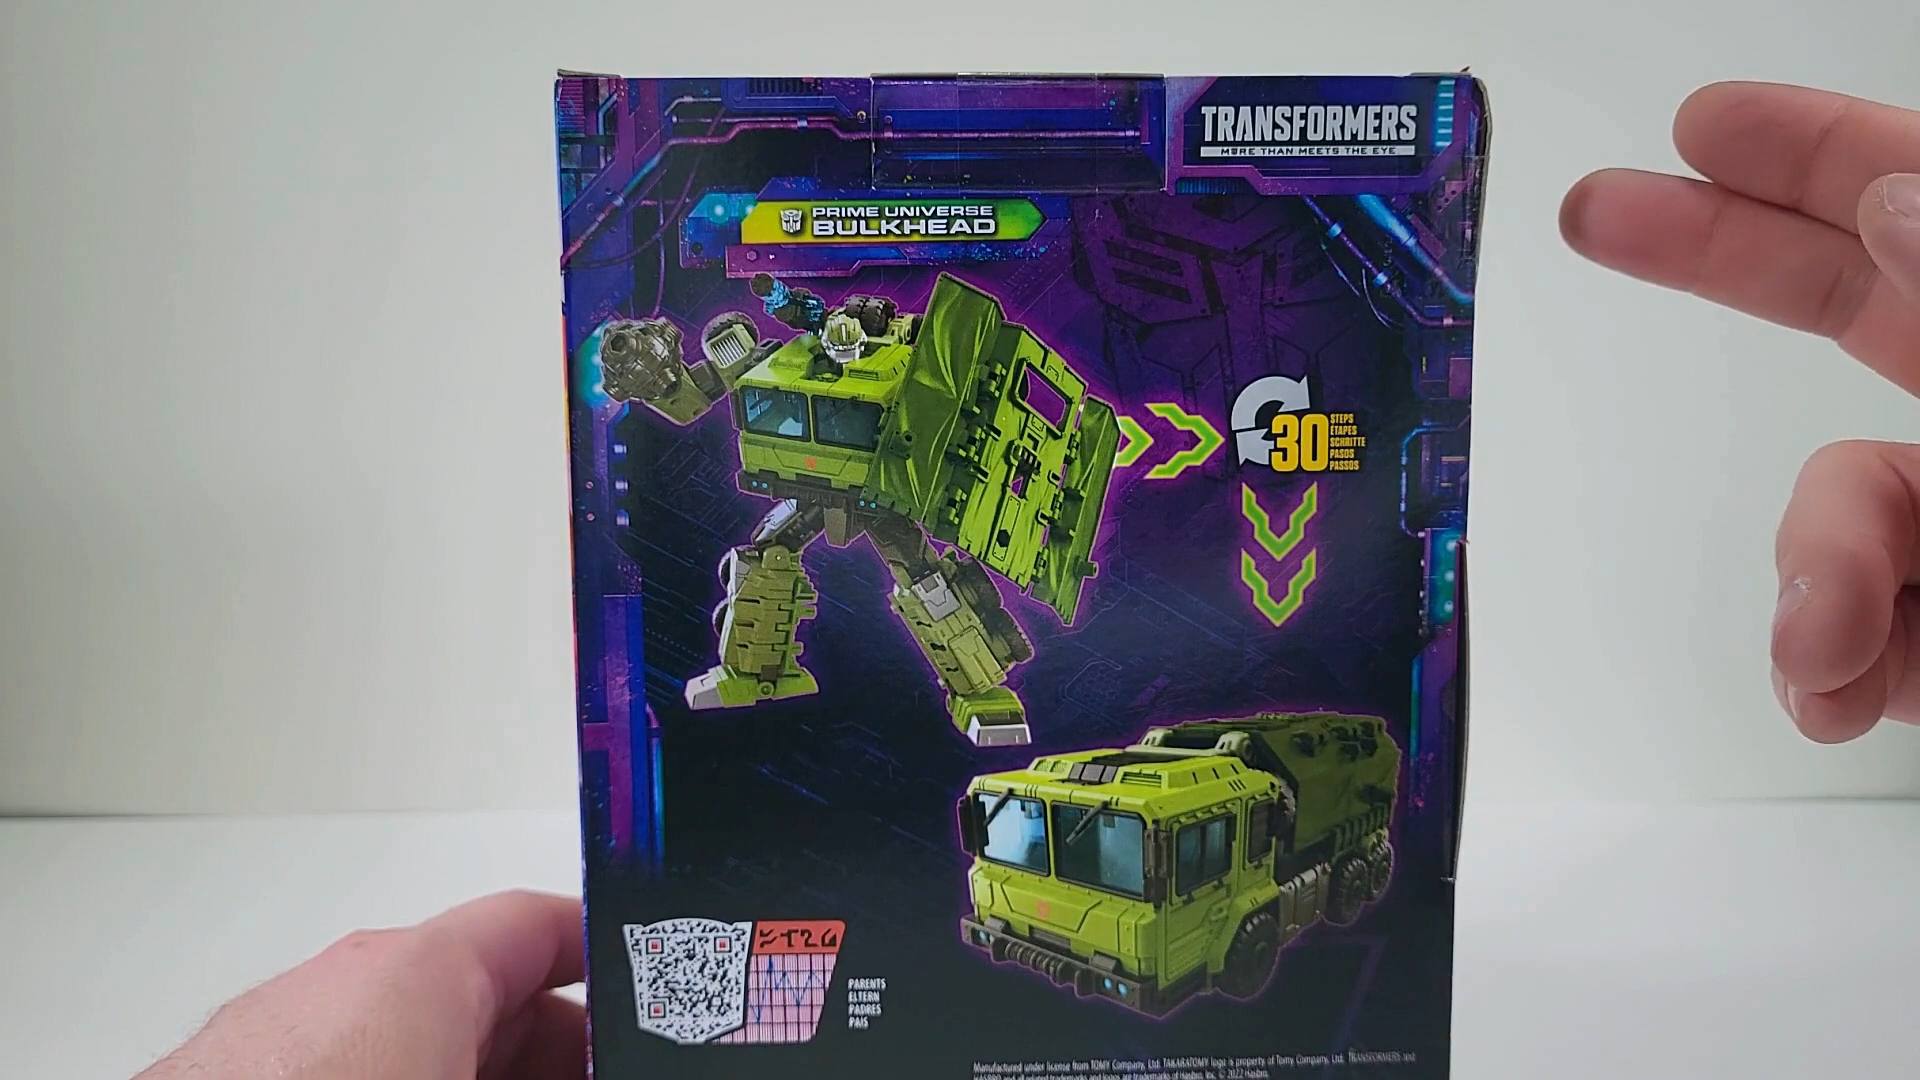 TRANSFORMERS
MORE THAN MEETS THE EYE
PRIME UNIVERSE
BULKHEAD
30
STEPS
ÉTAPES
SCHRITTE
PASOS
PASSOS
PARENTS
ELTERN
PADRES
PAIS
Manufactured under license from TOMY Company, Ltd. TAKARATOMY logo is property of Tomy Company, Ltd. TRANSFORMERS and
HASBRO and all related trademarks and logos are trademarks of Hasbro, Inc. © 2022 Hasbro.